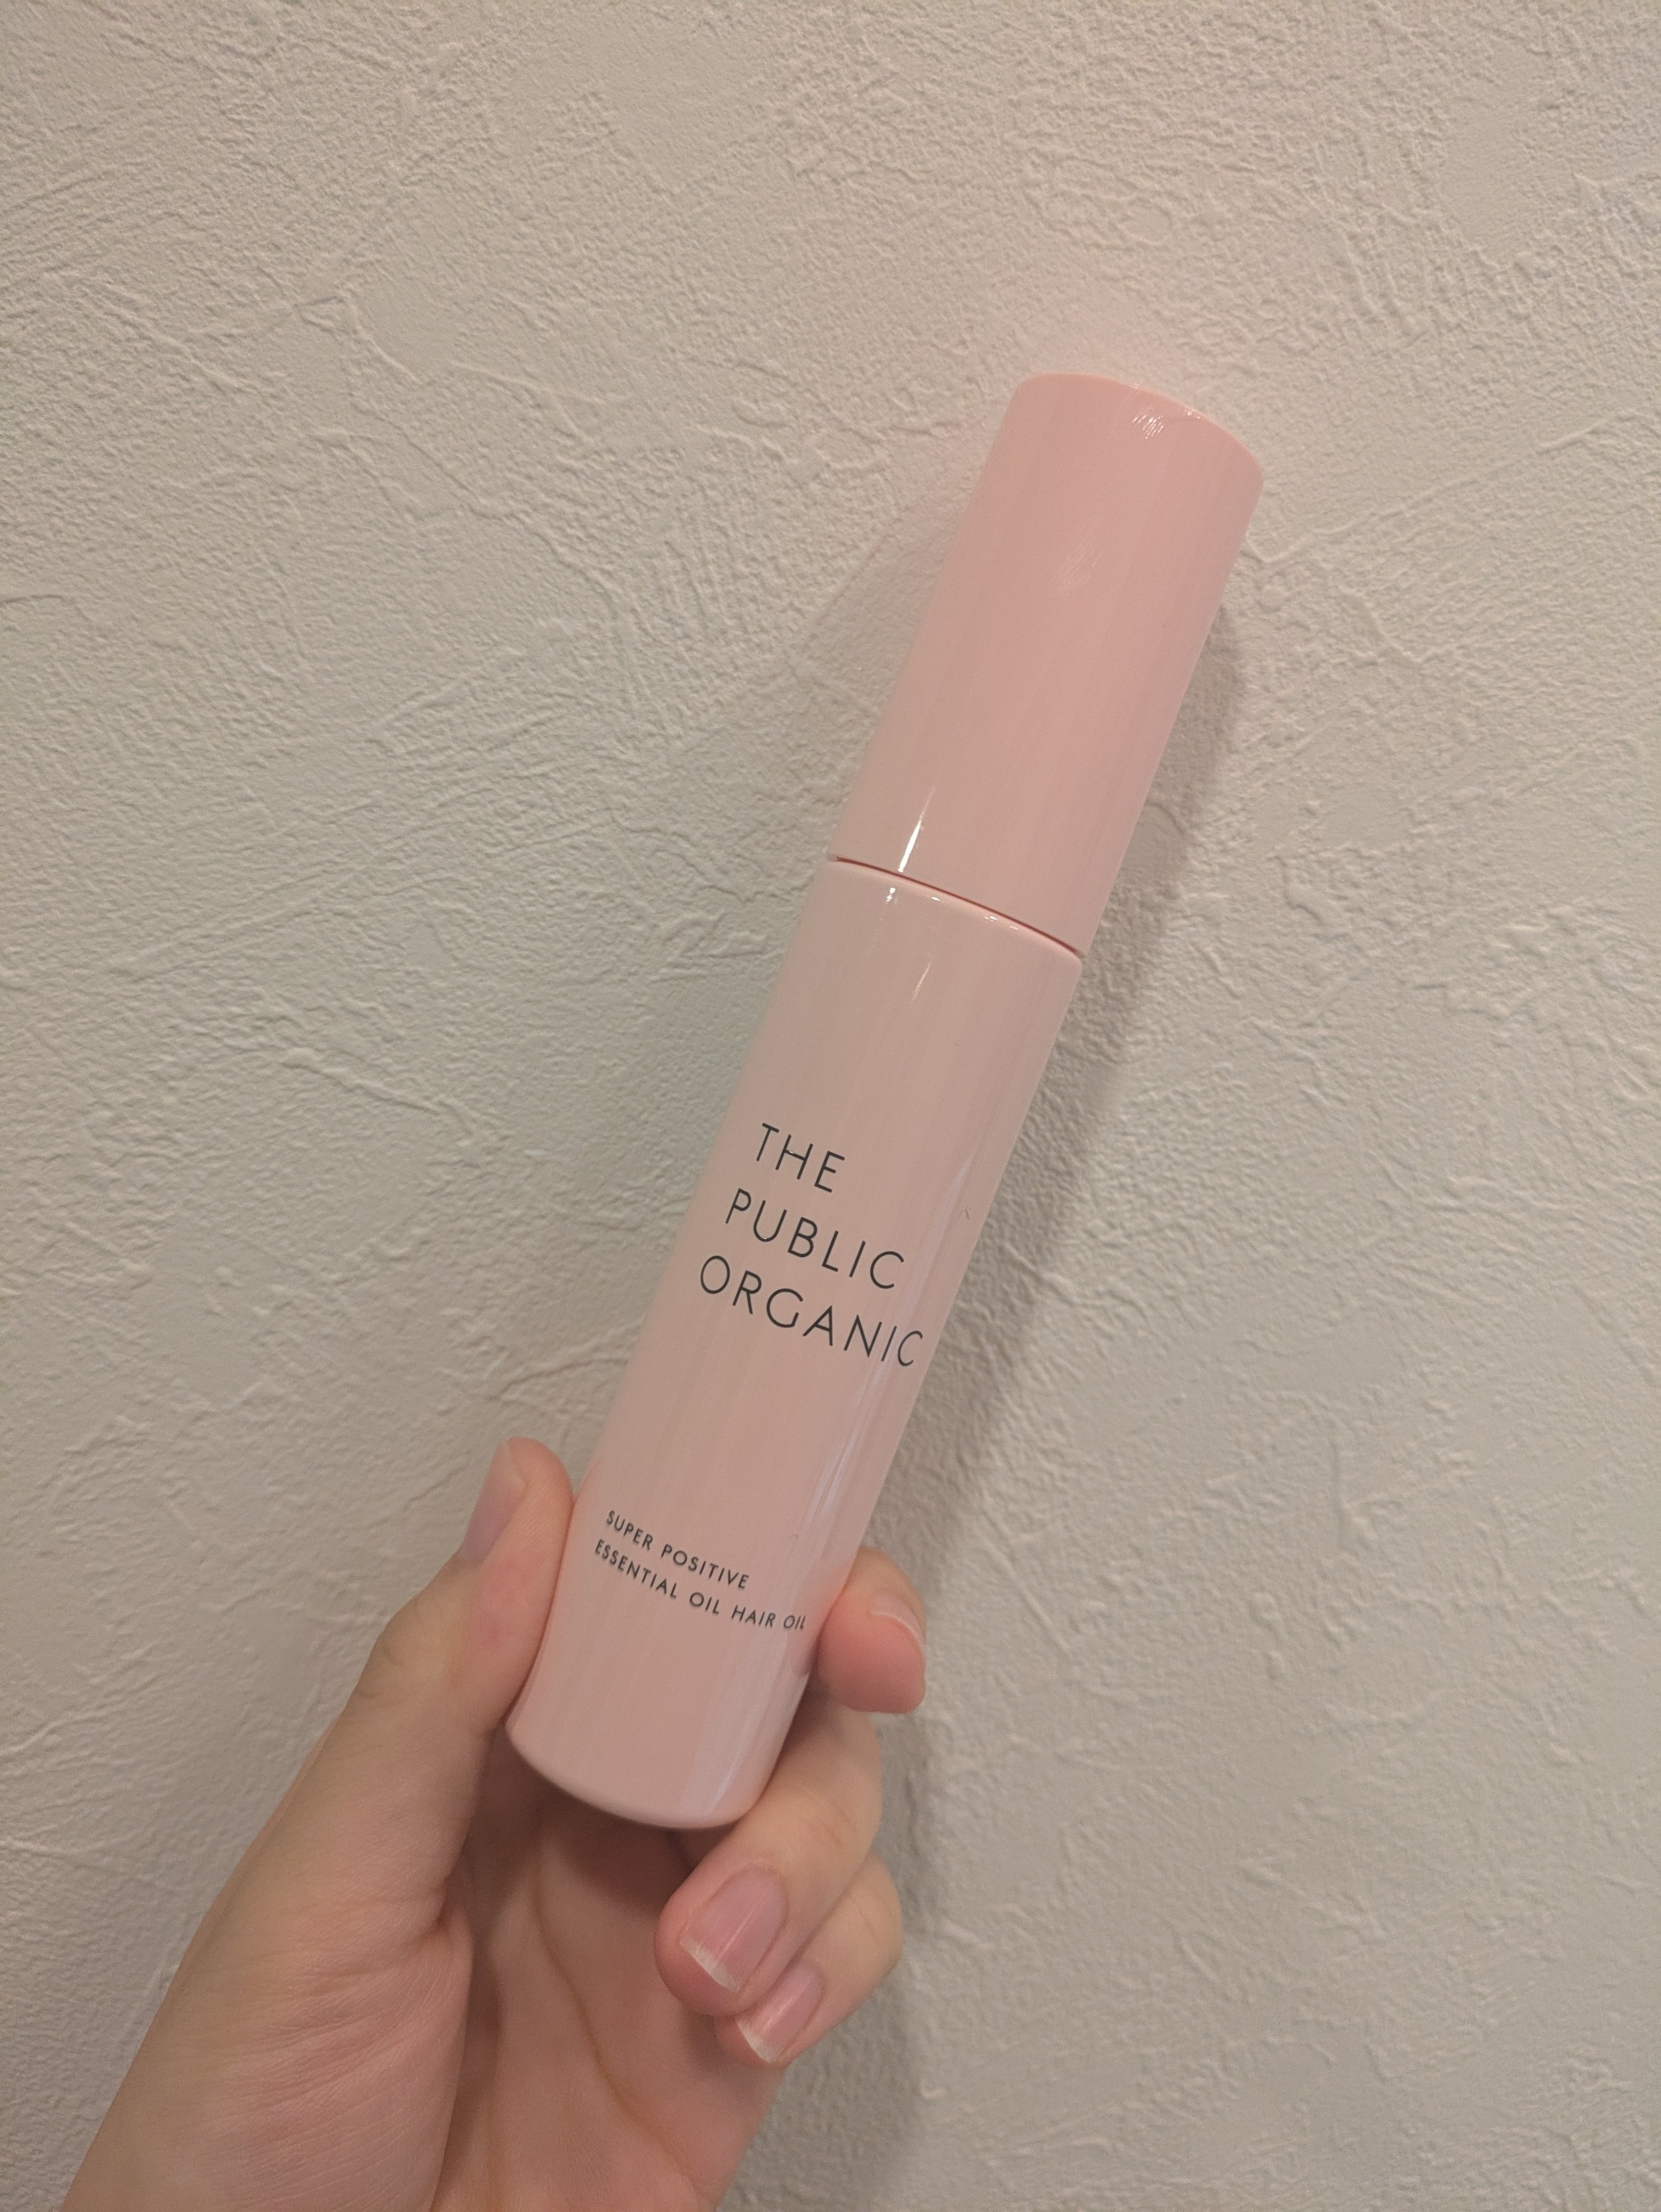 THE
PUBLIC
ORGANIC
SUPER POSITIVE
ESSENTIAL OIL HAIR OIL